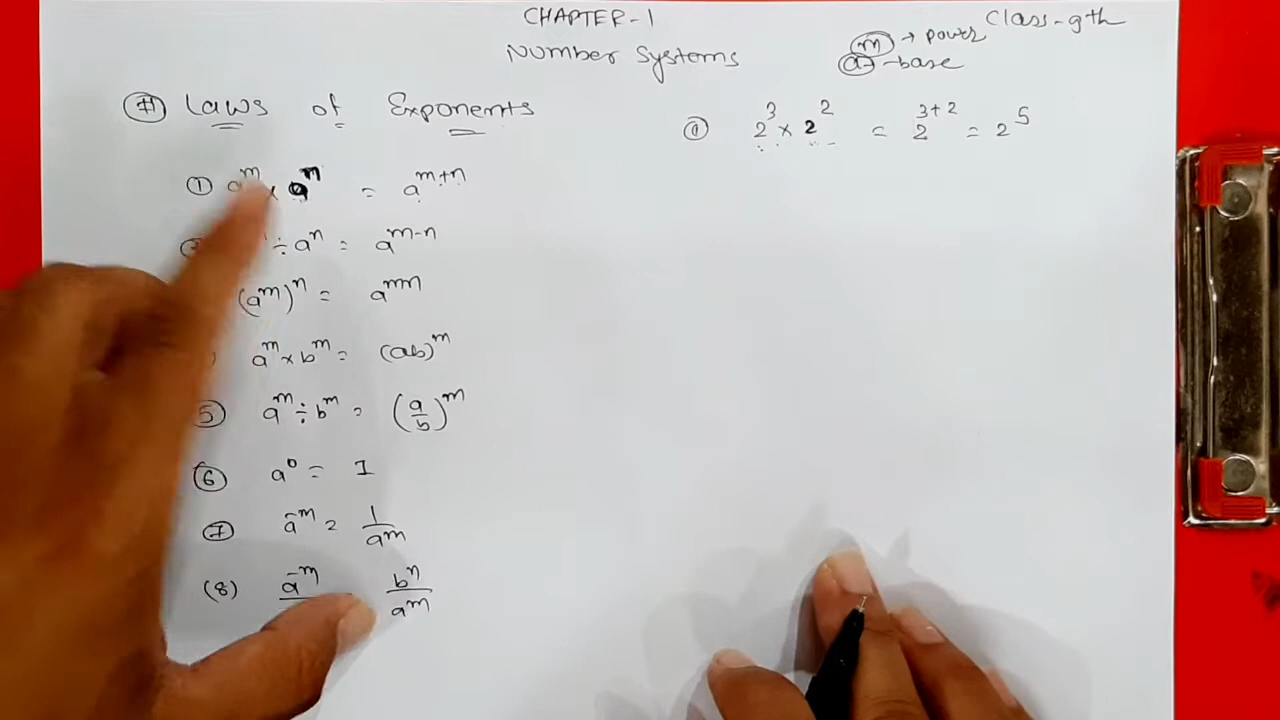 CHAPTER-1
Class-9th
Number Systems
m → power
a → base
# Laws of Exponents
① aᵐ × aⁿ = aᵐ⁺ⁿ
÷ aⁿ = aᵐ⁻ⁿ
(aᵐ)ⁿ = aᵐⁿ
aᵐ × bᵐ = (ab)ᵐ
⑤ aᵐ ÷ bᵐ = (a/b)ᵐ
⑥ a⁰ = 1
⑦ a⁻ᵐ = 1/aᵐ
(8) a⁻ᵐ bⁿ/aᵐ
① 2³ × 2² = 2³⁺² = 2⁵